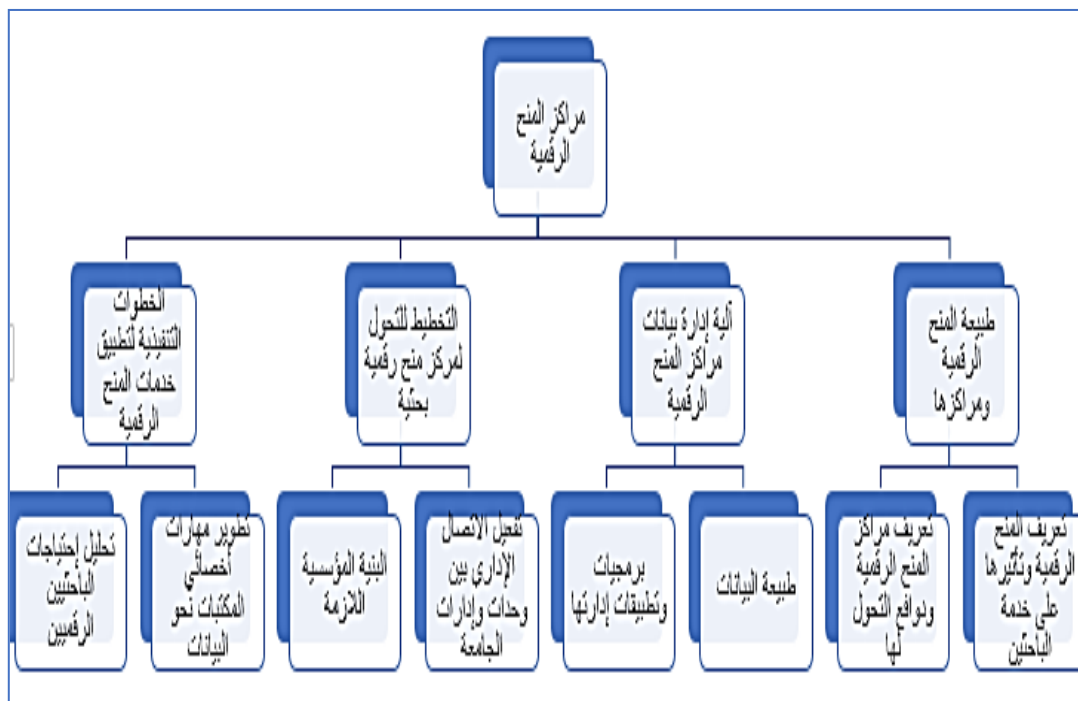 مراكز المنح
الرقمية
طبيعة المنح
الرقمية
ومراكزها
آلية إدارة بيانات
مراكز المنح
الرقمية
التخطيط للتحول
لمركز منح رقمية
بحثية
الخطوات
التنفيذية لتطبيق
خدمات المنح
الرقمية
تعريف المنح
الرقمية وتأثيرها
على خدمة
الباحثين
تعريف مراكز
المنح الرقمية
ودوافع التحول
لها
طبيعة البيانات
برمجيات
وتطبيقات إدارتها
تفعيل الاتصال
الإداري بين
وحدات وإدارات
الجامعة
البنية المؤسسية
اللازمة
تطوير مهارات
أخصائي
المكتبات نحو
البيانات
تحليل إحتياجات
الباحثيين
الرقميين